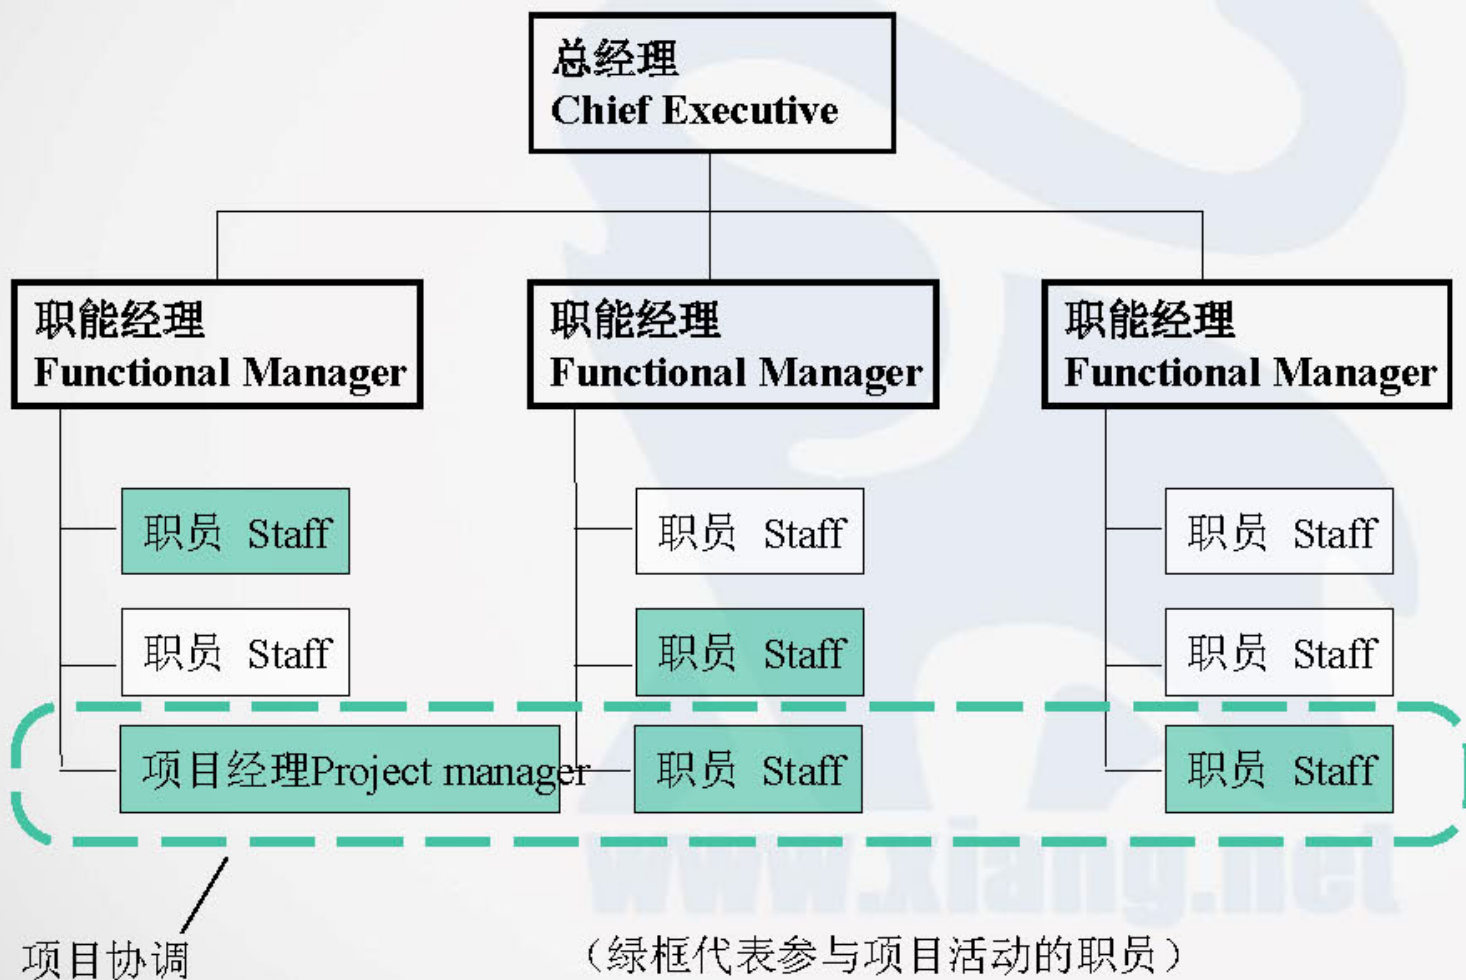 总经理
Chief Executive
职能经理
Functional Manager
职能经理
Functional Manager
职能经理
Functional Manager
职员 Staff
职员 Staff
职员 Staff
职员 Staff
职员 Staff
职员 Staff
项目经理Project manager
职员 Staff
职员 Staff
www.xiang.net
项目协调
（绿框代表参与项目活动的职员）